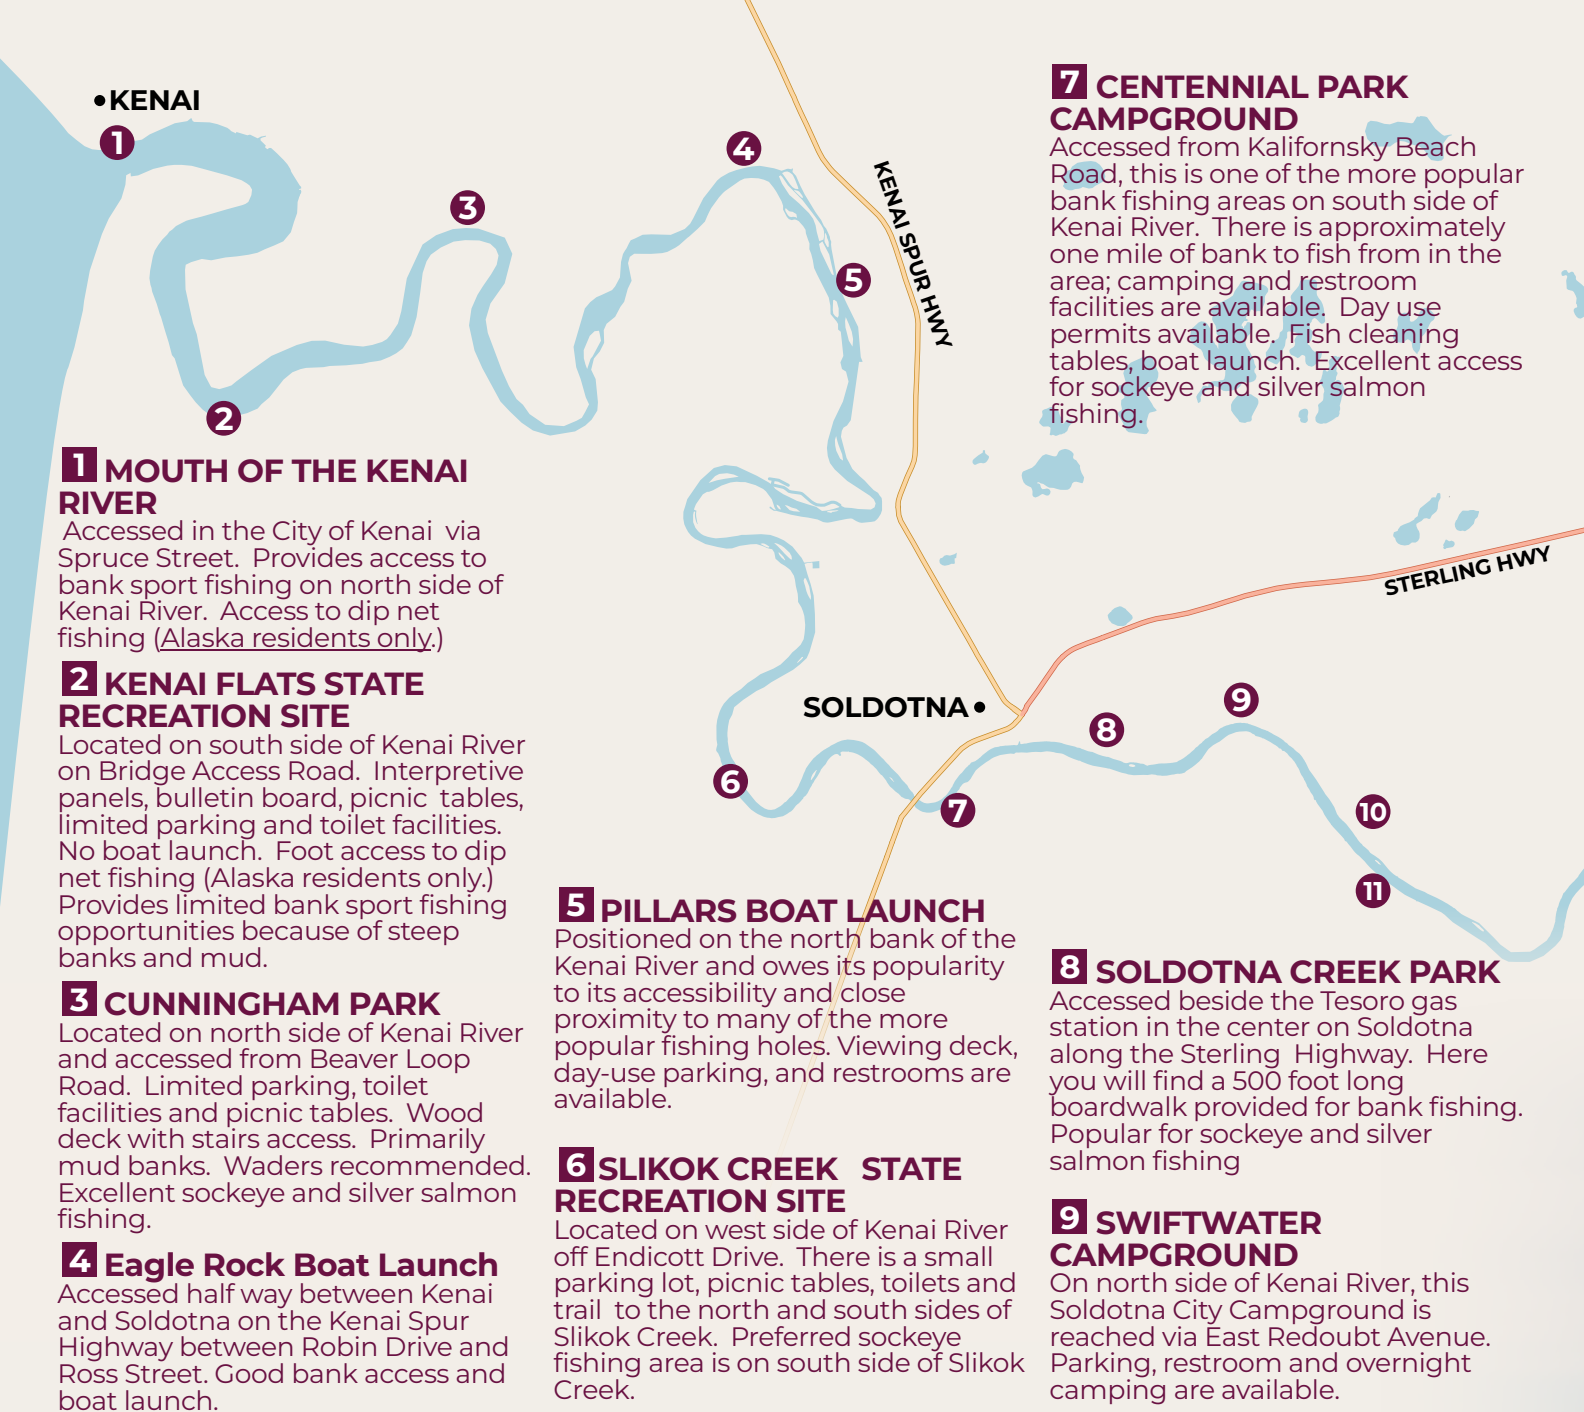 KENAI
1
2
3
4
5
6
7
8
9
10
11
KENAI SPUR HWY
STERLING HWY
SOLDOTNA
1 MOUTH OF THE KENAI
RIVER
Accessed in the City of Kenai via
Spruce Street. Provides access to
bank sport fishing on north side of
Kenai River. Access to dip net
fishing (Alaska residents only.)
2 KENAI FLATS STATE
RECREATION SITE
Located on south side of Kenai River
on Bridge Access Road. Interpretive
panels, bulletin board, picnic tables,
limited parking and toilet facilities.
No boat launch. Foot access to dip
net fishing (Alaska residents only.)
Provides limited bank sport fishing
opportunities because of steep
banks and mud.
3 CUNNINGHAM PARK
Located on north side of Kenai River
and accessed from Beaver Loop
Road. Limited parking, toilet
facilities and picnic tables. Wood
deck with stairs access. Primarily
mud banks. Waders recommended.
Excellent sockeye and silver salmon
fishing.
4 Eagle Rock Boat Launch
Accessed half way between Kenai
and Soldotna on the Kenai Spur
Highway between Robin Drive and
Ross Street. Good bank access and
boat launch.
5 PILLARS BOAT LAUNCH
Positioned on the north bank of the
Kenai River and owes its popularity
to its accessibility and close
proximity to many of the more
popular fishing holes. Viewing deck,
day-use parking, and restrooms are
available.
6 SLIKOK CREEK STATE
RECREATION SITE
Located on west side of Kenai River
off Endicott Drive. There is a small
parking lot, picnic tables, toilets and
trail to the north and south sides of
Slikok Creek. Preferred sockeye
fishing area is on south side of Slikok
Creek.
7 CENTENNIAL PARK
CAMPGROUND
Accessed from Kalifornsky Beach
Road, this is one of the more popular
bank fishing areas on south side of
Kenai River. There is approximately
one mile of bank to fish from in the
area; camping and restroom
facilities are available. Day use
permits available. Fish cleaning
tables, boat launch. Excellent access
for sockeye and silver salmon
fishing.
8 SOLDOTNA CREEK PARK
Accessed beside the Tesoro gas
station in the center on Soldotna
along the Sterling Highway. Here
you will find a 500 foot long
boardwalk provided for bank fishing.
Popular for sockeye and silver
salmon fishing
9 SWIFTWATER
CAMPGROUND
On north side of Kenai River, this
Soldotna City Campground is
reached via East Redoubt Avenue.
Parking, restroom and overnight
camping are available.